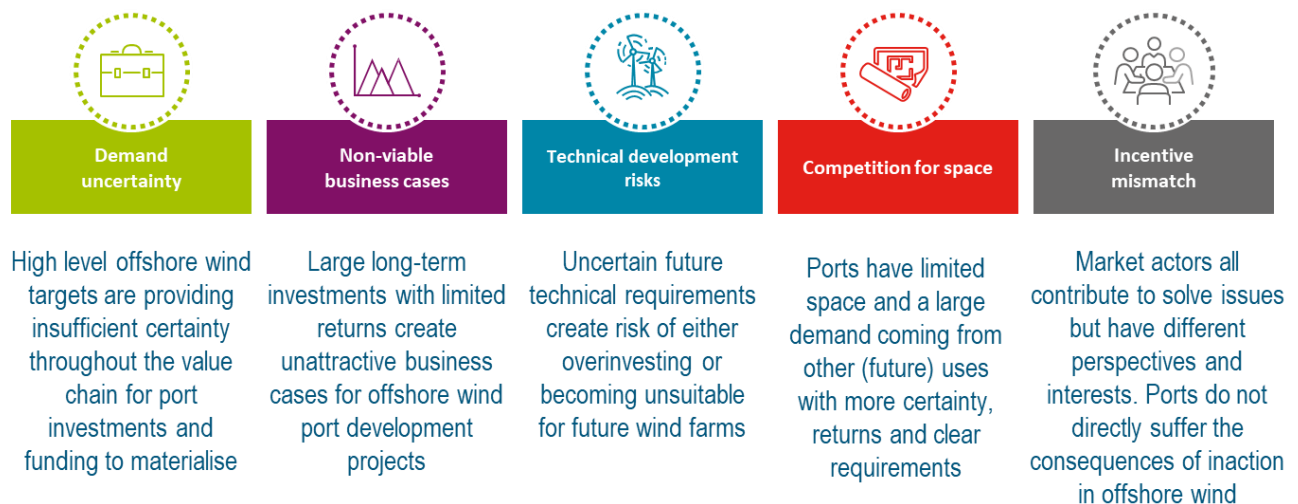 Demand
uncertainty
Non-viable
business cases
Technical development
risks
Competition for space
Incentive
mismatch
High level offshore wind
targets are providing
insufficient certainty
throughout the value
chain for port
investments and
funding to materialise
Large long-term
investments with limited
returns create
unattractive business
cases for offshore wind
port development
projects
Uncertain future
technical requirements
create risk of either
overinvesting or
becoming unsuitable
for future wind farms
Ports have limited
space and a large
demand coming from
other (future) uses
with more certainty,
returns and clear
requirements
Market actors all
contribute to solve issues
but have different
perspectives and
interests. Ports do not
directly suffer the
consequences of inaction
in offshore wind